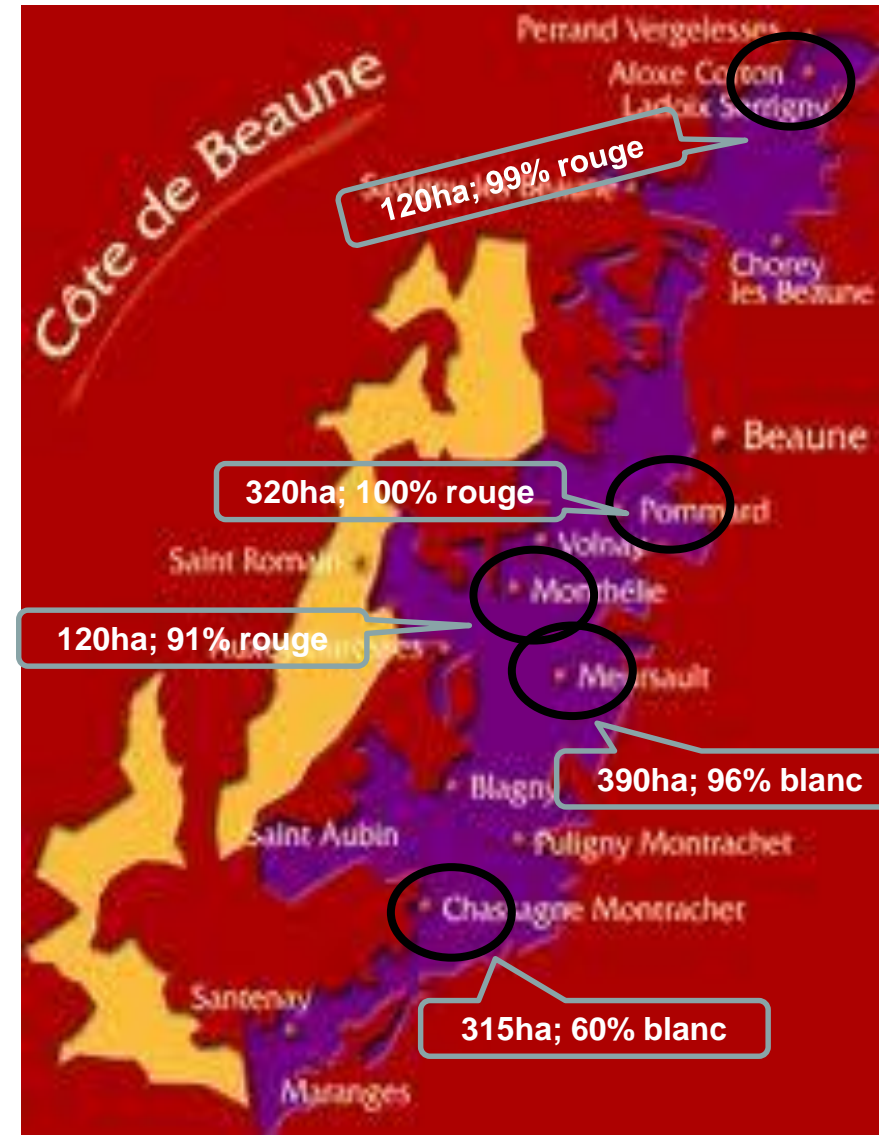 Côte de Beaune
Perrand Vergelesses
Aloxe Corton
Ladoix Serrigny
120ha; 99% rouge
Chorey
les Beaune
Beaune
320ha; 100% rouge
Pommard
Volnay
Saint Romain
Monthélie
120ha; 91% rouge
Meursault
390ha; 96% blanc
Blagny
Saint Aubin
Puligny Montrachet
Chassagne Montrachet
Santenay
315ha; 60% blanc
Maranges